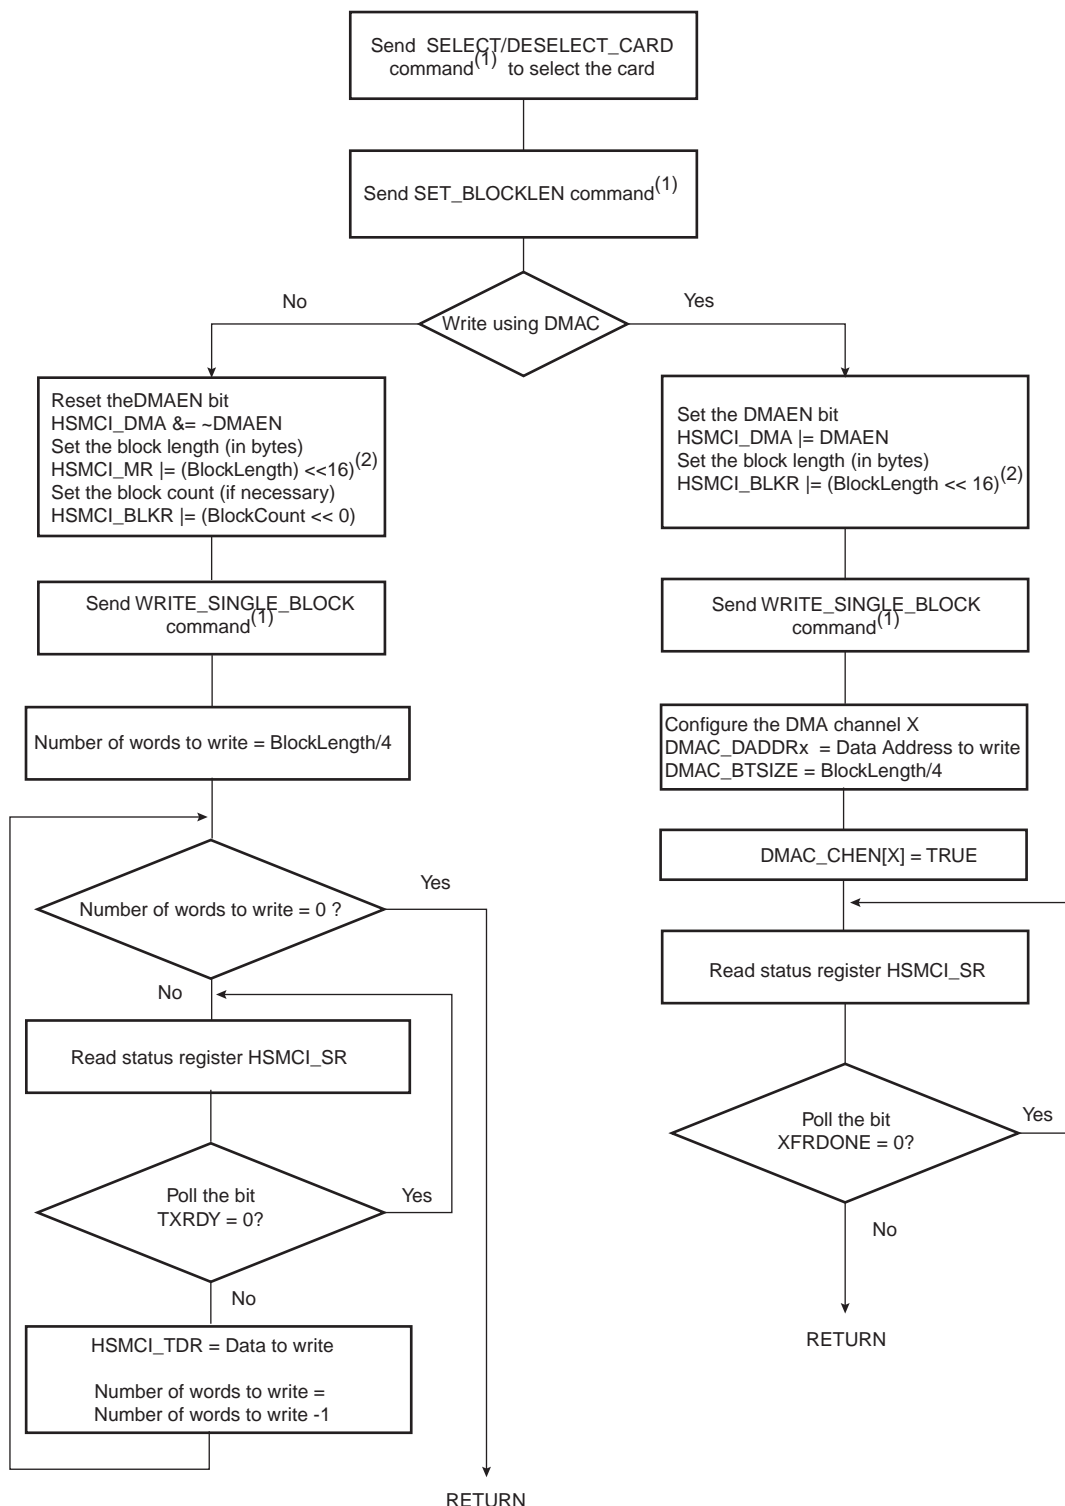 Send SELECT/DESELECT_CARD
command(1) to select the card
Send SET_BLOCKLEN command(1)
No
Yes
Write using DMAC
Reset theDMAEN bit
HSMCI_DMA &= ~DMAEN
Set the block length (in bytes)
HSMCI_MR |= (BlockLength) <<16)(2)
Set the block count (if necessary)
HSMCI_BLKR |= (BlockCount << 0)
Send WRITE_SINGLE_BLOCK
command(1)
Number of words to write = BlockLength/4
Number of words to write = 0 ?
Yes
No
Read status register HSMCI_SR
Poll the bit
TXRDY = 0?
Yes
No
HSMCI_TDR = Data to write
Number of words to write =
Number of words to write -1
RETURN
Set the DMAEN bit
HSMCI_DMA |= DMAEN
Set the block length (in bytes)
HSMCI_BLKR |= (BlockLength << 16)(2)
Send WRITE_SINGLE_BLOCK
command(1)
Configure the DMA channel X
DMAC_DADDRx = Data Address to write
DMAC_BTSIZE = BlockLength/4
DMAC_CHEN[X] = TRUE
Read status register HSMCI_SR
Poll the bit
XFRDONE = 0?
Yes
No
RETURN